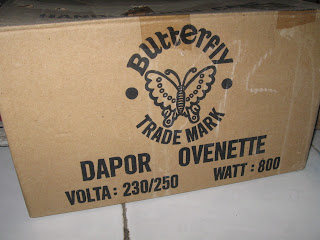 Butterfly
TRADE MARK
DAPOR OVENETTE
VOLTA: 230/250 WATT: 800